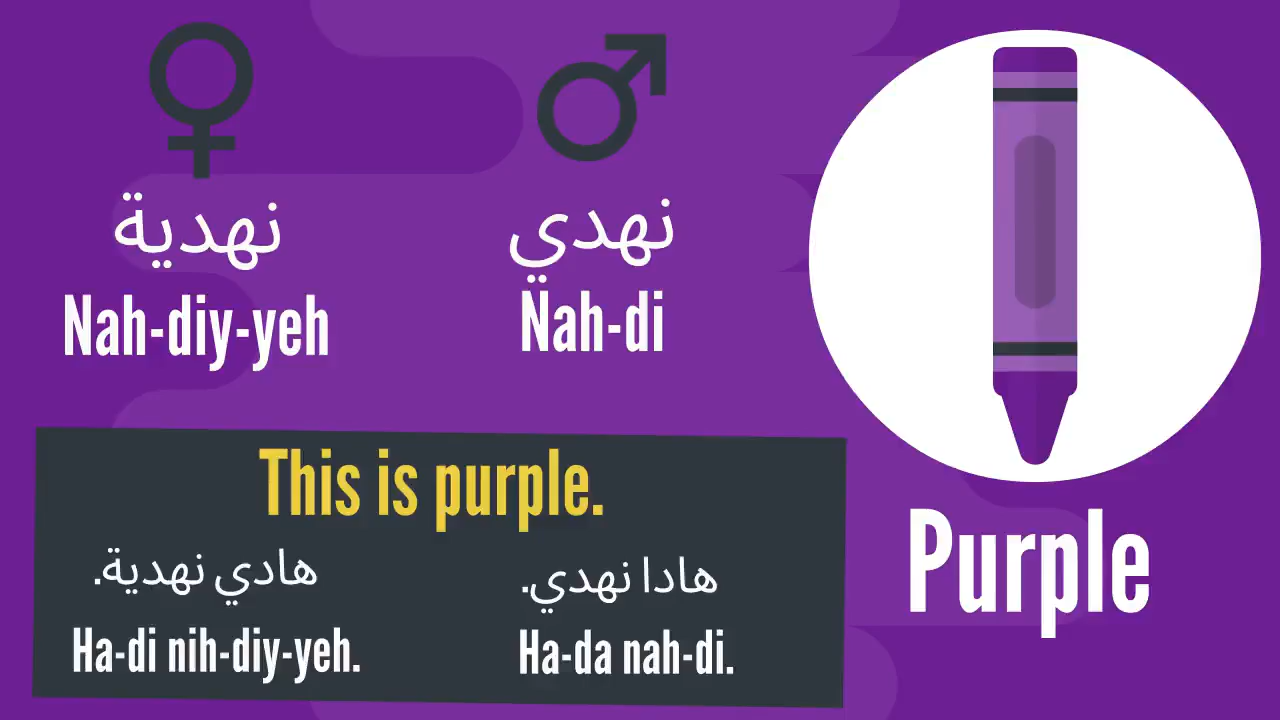 نهدية
Nah-diy-yeh
نهدي
Nah-di
This is purple.
هادي نهدية.
Ha-di nih-diy-yeh.
هادا نهدي.
Ha-da nah-di.
Purple